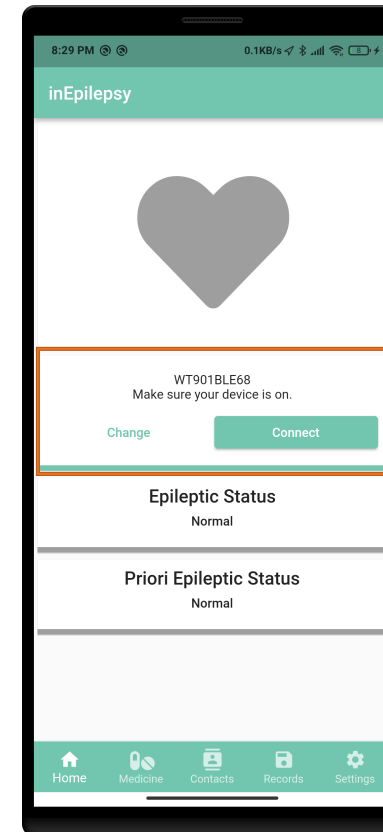 8:29 PM 0.1KB/s 8
inEpilepsy
WT901BLE68
Make sure your device is on.
Change Connect
Epileptic Status
Normal
Priori Epileptic Status
Normal
Home Medicine Contacts Records Settings